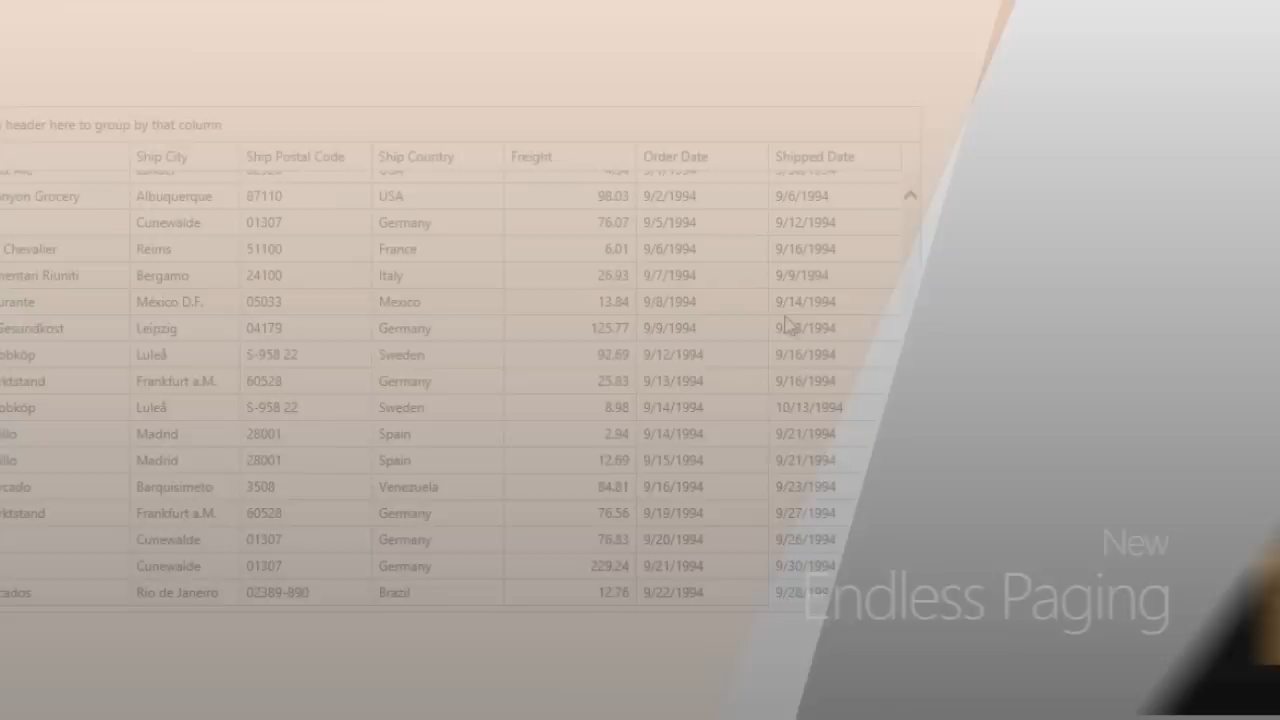 header here to group by that column
Ship City Ship Postal Code Ship Country Freight Order Date Shipped Date
Grocery Albuquerque 87110 USA 98.03 9/2/1994 9/6/1994
Cunewalde 01307 Germany 76.07 9/5/1994 9/12/1994
Chevalier Reims 51100 France 6.01 9/6/1994 9/16/1994
Riuniti Bergamo 24100 Italy 26.93 9/7/1994 9/9/1994
urante México D.F. 05033 Mexico 13.84 9/8/1994 9/14/1994
Gesundkost Leipzig 04179 Germany 125.77 9/9/1994
Luleå S-958 22 Sweden 92.69 9/12/1994 9/16/1994
rktstand Frankfurt a.M. 60528 Germany 25.83 9/13/1994 9/16/1994
Luleå S-958 22 Sweden 8.98 9/14/1994 10/13/1994
Madrid 28001 Spain 2.94 9/14/1994 9/21/1994
Madrid 28001 Spain 12.69 9/15/1994 9/21/1994
rcado Barquisimeto 3508 Venezuela 84.81 9/16/1994 9/23/1994
rktstand Frankfurt a.M. 60528 Germany 76.56 9/19/1994 9/27/1994
Cunewalde 01307 Germany 76.83 9/20/1994 9/26/1994
Cunewalde 01307 Germany 229.24 9/21/1994 9/30/1994
cados Rio de Janeiro 02389-890 Brazil 12.76 9/22/1994
New
Endless Paging